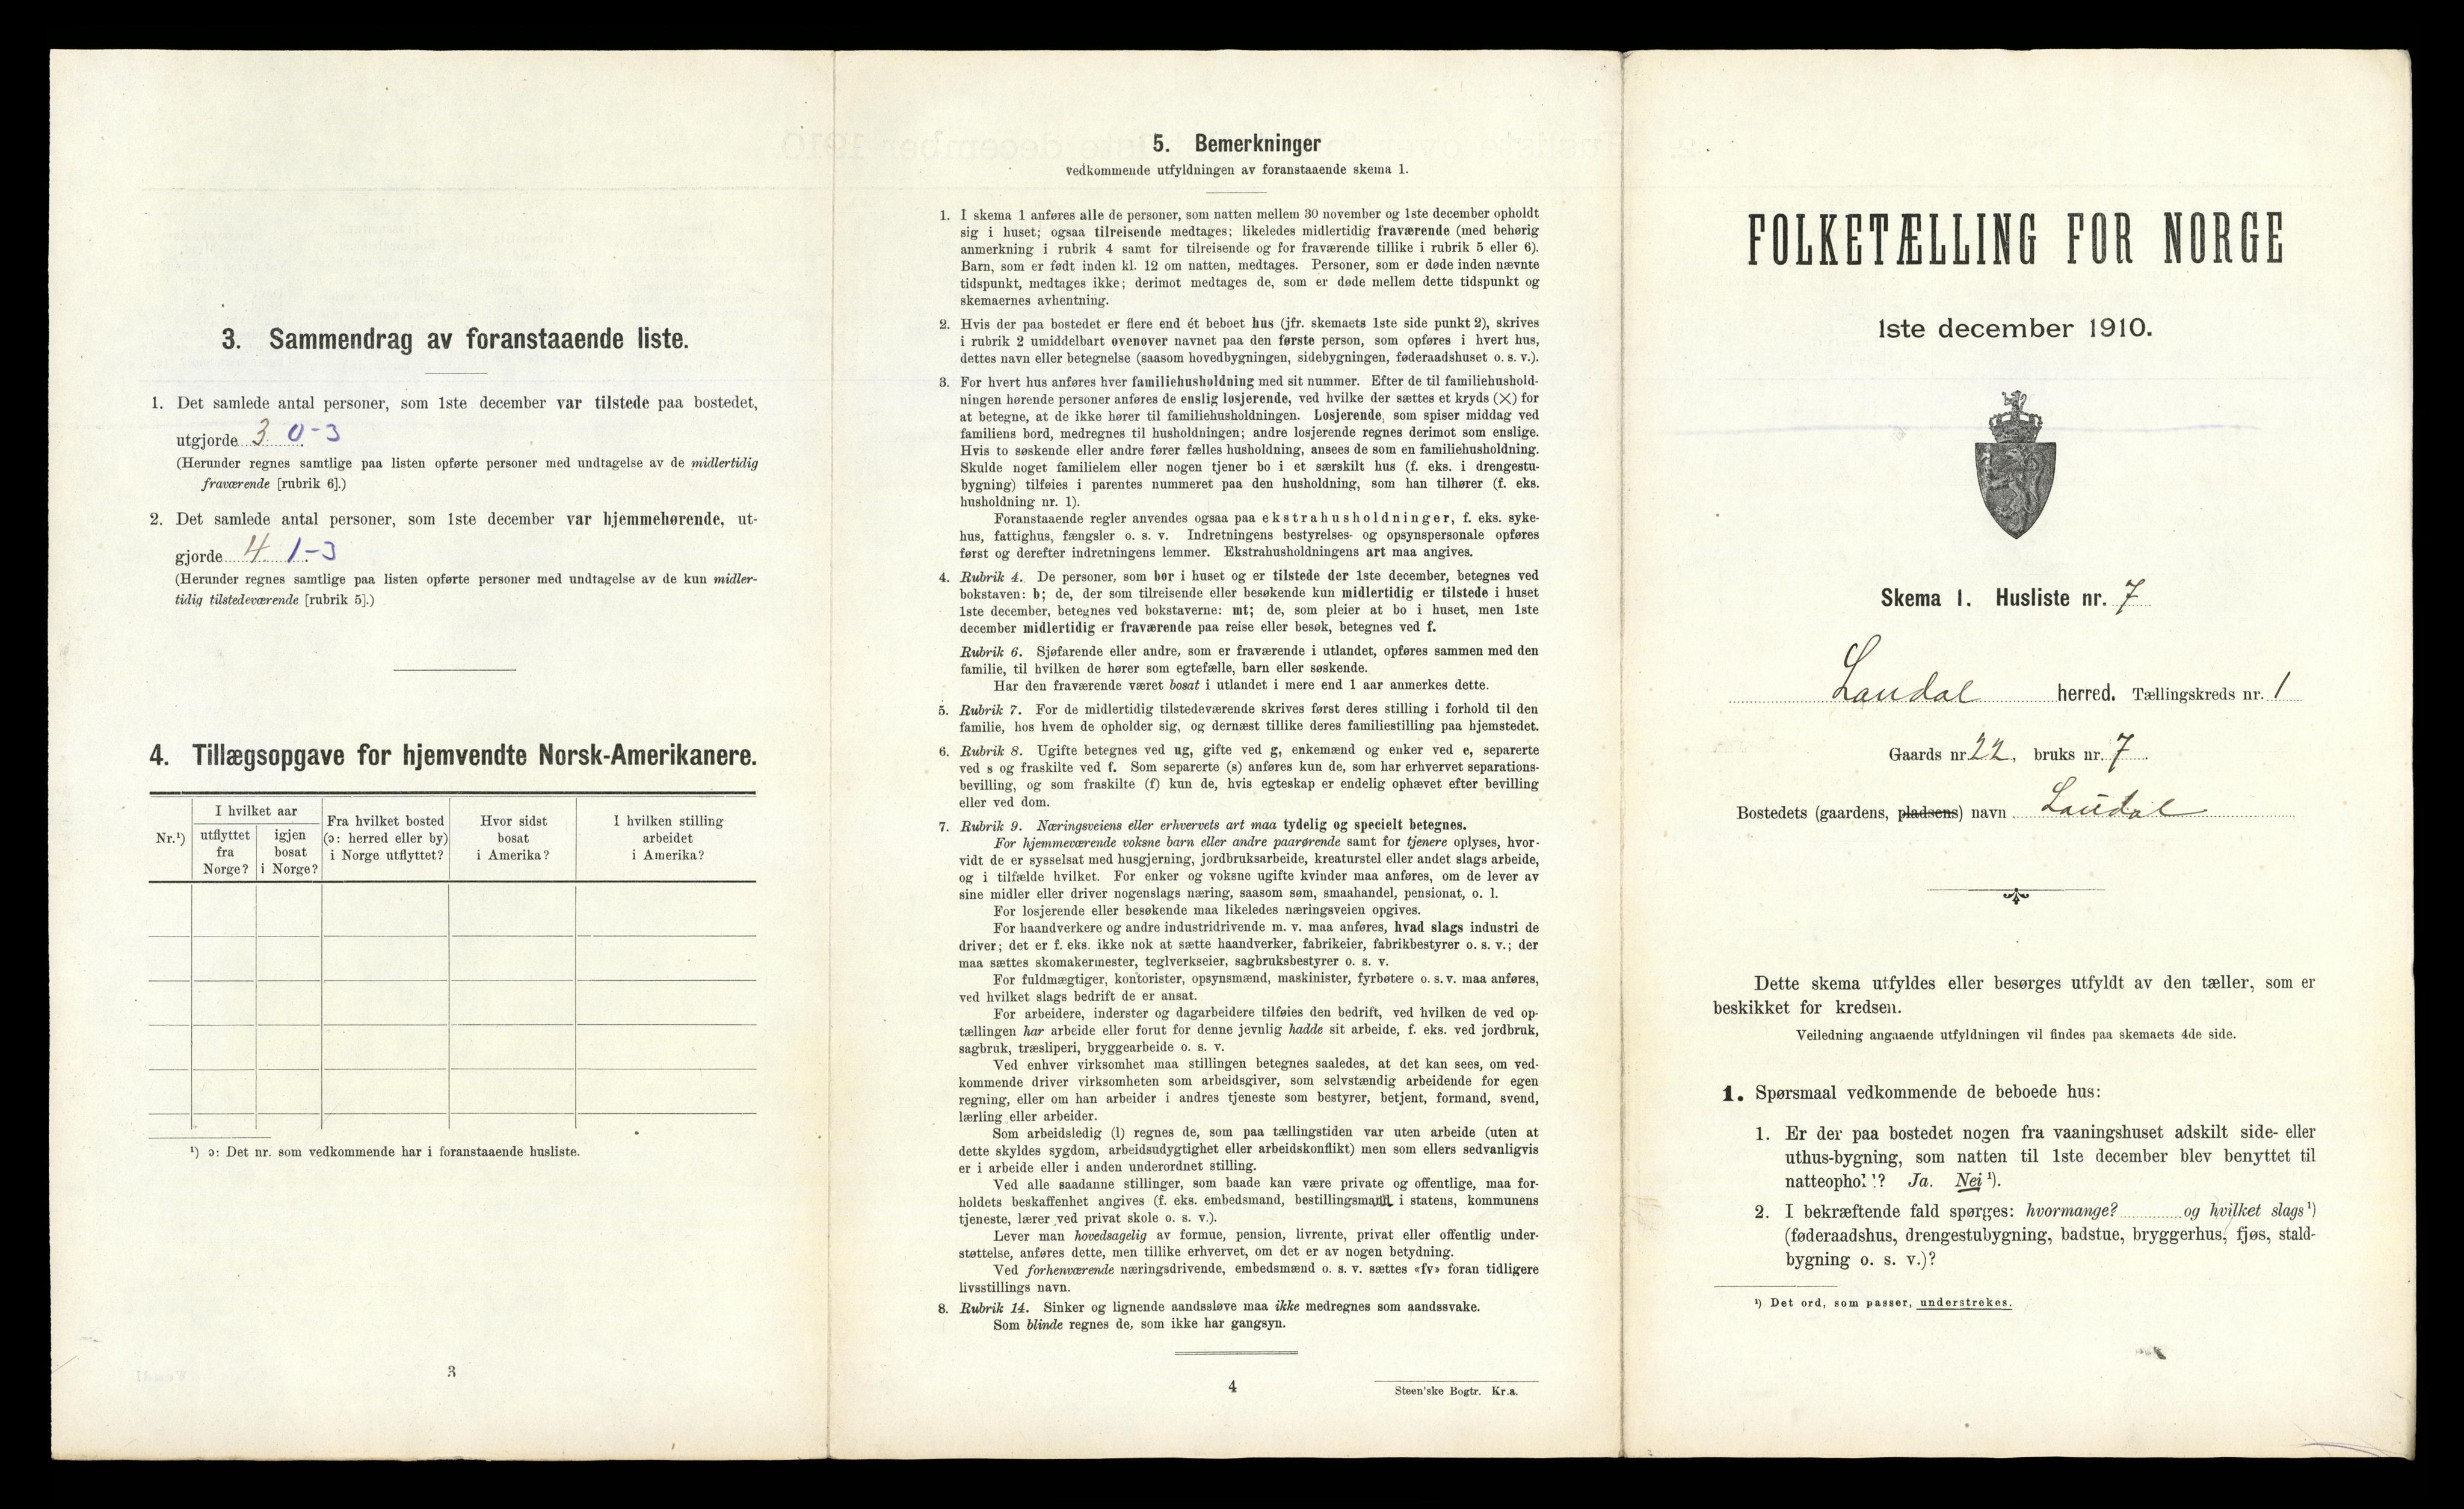 3. Sammendrag av foranstaaende liste.
1. Det samlede antal personer, som 1ste december var tilstede paa bostedet,
utgjorde 3 0-3
(Herunder regnes samtlige paa listen opførte personer med undtagelse av de midlertidig
fraværende [rubrik 6].)
2. Det samlede antal personer, som 1ste december var hjemmehørende, ut-
gjorde 4 1-3
(Herunder regnes samtlige paa listen opførte personer med undtagelse av de kun midler-
tidig tilstedeværende [rubrik 5].)
4. Tillægsopgave for hjemvendte Norsk-Amerikanere.
Nr.¹)
I hvilket aar
utflyttet
fra
Norge?
igjen
bosat
i Norge?
Fra hvilket bosted
(ɔ: herred eller by)
i Norge utflyttet?
Hvor sidst
bosat
i Amerika?
I hvilken stilling
arbeidet
i Amerika?
¹) ɔ: Det nr. som vedkommende har i foranstaaende husliste.
3
5. Bemerkninger
vedkommende utfyldningen av foranstaaende skema 1.
1. I skema 1 anføres alle de personer, som natten mellem 30 november og 1ste december opholdt
sig i huset; ogsaa tilreisende medtages; likeledes midlertidig fraværende (med behørig
anmerkning i rubrik 4 samt for tilreisende og for fraværende tillike i rubrik 5 eller 6).
Barn, som er født inden kl. 12 om natten, medtages. Personer, som er døde inden nævnte
tidspunkt, medtages ikke; derimot medtages de, som er døde mellem dette tidspunkt og
skemaernes avhentning.
2. Hvis der paa bostedet er flere end ét beboet hus (jfr. skemaets 1ste side punkt 2), skrives
i rubrik 2 umiddelbart ovenover navnet paa den første person, som opføres i hvert hus,
dettes navn eller betegnelse (saasom hovedbygningen, sidebygningen, føderaadshuset o. s. v.).
3. For hvert hus anføres hver familiehusholdning med sit nummer. Efter de til familiehushold-
ningen hørende personer anføres de enslig losjerende, ved hvilke der sættes et kryds (×) for
at betegne, at de ikke hører til familiehusholdningen. Losjerende, som spiser middag ved
familiens bord, medregnes til husholdningen; andre losjerende regnes derimot som enslige.
Hvis to søskende eller andre fører fælles husholdning, ansees de som en familiehusholdning.
Skulde noget familielem eller nogen tjener bo i et særskilt hus (f. eks. i drengestu-
bygning) tilføies i parentes nummeret paa den husholdning, som han tilhører (f. eks.
husholdning nr. 1).
Foranstaaende regler anvendes ogsaa paa ekstrahusholdninger, f. eks. syke-
hus, fattighus, fængsler o. s. v. Indretningens bestyrelses- og opsynspersonale opføres
først og derefter indretningens lemmer. Ekstrahusholdningens art maa angives.
4. Rubrik 4. De personer, som bor i huset og er tilstede der 1ste december, betegnes ved
bokstaven: b; de, der som tilreisende eller besøkende kun midlertidig er tilstede i huset
1ste december, betegnes ved bokstaverne: mt; de, som pleier at bo i huset, men 1ste
december midlertidig er fraværende paa reise eller besøk, betegnes ved f.
Rubrik 6. Sjøfarende eller andre, som er fraværende i utlandet, opføres sammen med den
familie, til hvilken de hører som egtefælle, barn eller søskende.
Har den fraværende været bosat i utlandet i mere end 1 aar anmerkes dette.
5. Rubrik 7. For de midlertidig tilstedeværende skrives først deres stilling i forhold til den
familie, hos hvem de opholder sig, og dernæst tillike deres familiestilling paa hjemstedet.
6. Rubrik 8. Ugifte betegnes ved ug, gifte ved g, enkemænd og enker ved e, separerte
ved s og fraskilte ved f. Som separerte (s) anføres kun de, som har erhvervet separations-
bevilling, og som fraskilte (f) kun de, hvis egteskap er endelig ophævet efter bevilling
eller ved dom.
7. Rubrik 9. Næringsveiens eller erhvervets art maa tydelig og specielt betegnes.
For hjemmeværende voksne barn eller andre paarørende samt for tjenere oplyses, hvor-
vidt de er sysselsat med husgjerning, jordbruksarbeide, kreaturstel eller andet slags arbeide,
og i tilfælde hvilket. For enker og voksne ugifte kvinder maa anføres, om de lever av
sine midler eller driver nogenslags næring, saasom søm, smaahandel, pensionat, o. l.
For losjerende eller besøkende maa likeledes næringsveien opgives.
For haandverkere og andre industridrivende m. v. maa anføres, hvad slags industri de
driver; det er f. eks. ikke nok at sætte haandverker, fabrikeier, fabrikbestyrer o. s. v.; der
maa sættes skomakermester, teglverkseier, sagbruksbestyrer o. s. v.
For fuldmægtiger, kontorister, opsynsmænd, maskinister, fyrbøtere o. s. v. maa anføres,
ved hvilket slags bedrift de er ansat.
For arbeidere, inderster og dagarbeidere tilføies den bedrift, ved hvilken de ved op-
tællingen har arbeide eller forut for denne jevnlig hadde sit arbeide, f. eks. ved jordbruk,
sagbruk, træsliperi, bryggearbeide o. s. v.
Ved enhver virksomhet maa stillingen betegnes saaledes, at det kan sees, om ved-
kommende driver virksomheten som arbeidsgiver, som selvstændig arbeidende for egen
regning, eller om han arbeider i andres tjeneste som bestyrer, betjent, formand, svend,
lærling eller arbeider.
Som arbeidsledig (l) regnes de, som paa tællingstiden var uten arbeide (uten at
dette skyldes sygdom, arbeidsudygtighet eller arbeidskonflikt) men som ellers sedvanligvis
er i arbeide eller i anden underordnet stilling.
Ved alle saadanne stillinger, som baade kan være private og offentlige, maa for-
holdets beskaffenhet angives (f. eks. embedsmand, bestillingsmand i statens, kommunens
tjeneste, lærer ved privat skole o. s. v.).
Lever man hovedsagelig av formue, pension, livrente, privat eller offentlig under-
støttelse, anføres dette, men tillike erhvervet, om det er av nogen betydning.
Ved forhenværende næringsdrivende, embedsmænd o. s. v. sættes «fv» foran tidligere
livsstillings navn.
8. Rubrik 14. Sinker og lignende aandssløve maa ikke medregnes som aandssvake.
Som blinde regnes de, som ikke har gangsyn.
4
Steen'ske Bogtr. Kr.a.
FOLKETÆLLING FOR NORGE
1ste december 1910.
Skema 1. Husliste nr. 7
Laudal herred. Tællingskreds nr. 1
Gaards nr. 22, bruks nr. 7.
Bostedets (gaardens, pladsens) navn Laudal
Dette skema utfyldes eller besørges utfyldt av den tæller, som er
beskikket for kredsen.
Veiledning angaaende utfyldningen vil findes paa skemaets 4de side.
1. Spørsmaal vedkommende de beboede hus:
1. Er der paa bostedet nogen fra vaaningshuset adskilt side- eller
uthus-bygning, som natten til 1ste december blev benyttet til
natteophold? Ja. Nei ¹).
2. I bekræftende fald spørges: hvormange? og hvilket slags ¹)
(føderaadshus, drengestubygning, badstue, bryggerhus, fjøs, stald-
bygning o. s. v.)?
¹) Det ord, som passer, understrekes.